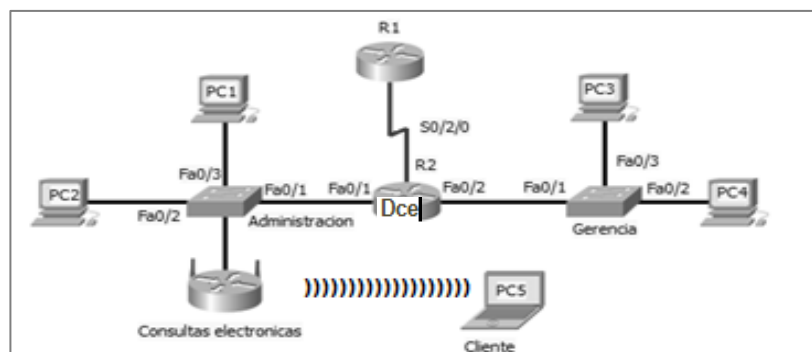 R1
PC1
PC3
S0/2/0
R2
Fa0/3
Fa0/3
PC2
Fa0/1
Fa0/1
Fa0/2
Fa0/1
Fa0/2
PC4
Fa0/2
Dce
Administracion
Gerencia
PC5
Consultas electronicas
Cliente